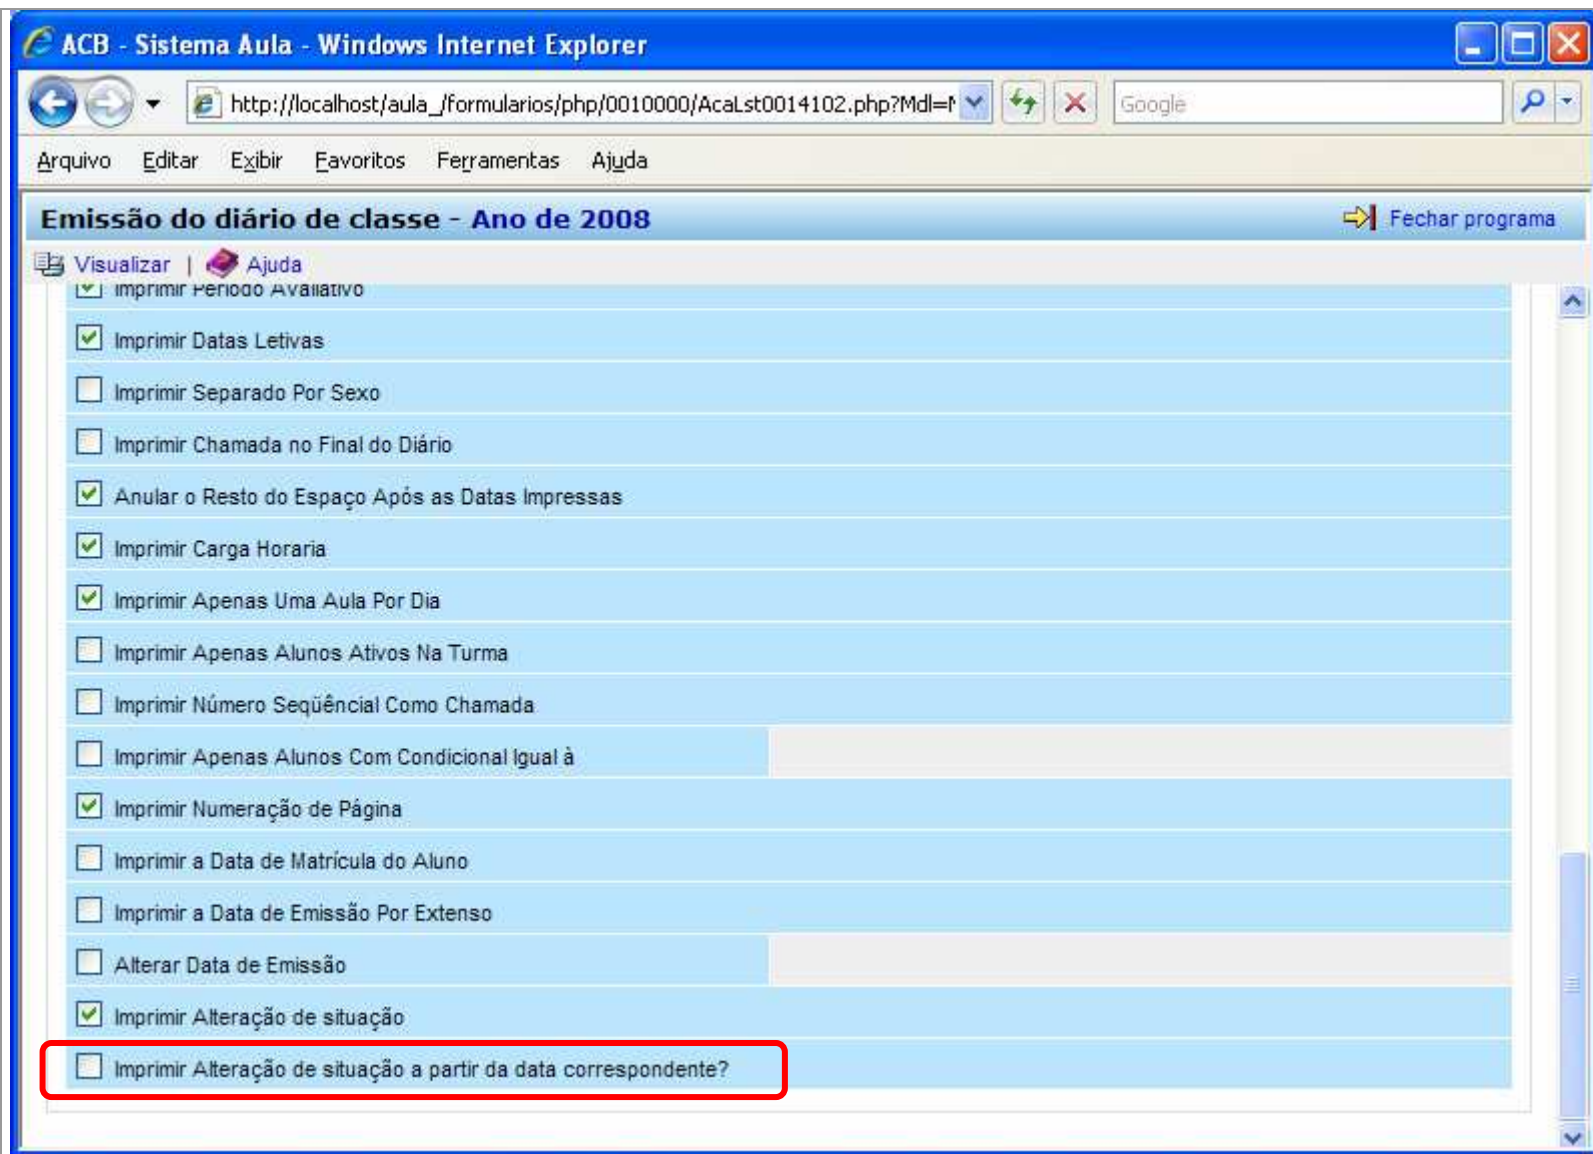 ACB - Sistema Aula - Windows Internet Explorer
http://localhost/aula_/formularios/php/0010000/AcaLst0014102.php?Mdl=
Google
Arquivo Editar Exibir Favoritos Ferramentas Ajuda
Emissão do diário de classe - Ano de 2008
Fechar programa
Visualizar | Ajuda
Imprimir Período Avaliativo
Imprimir Datas Letivas
Imprimir Separado Por Sexo
Imprimir Chamada no Final do Diário
Anular o Resto do Espaço Após as Datas Impressas
Imprimir Carga Horaria
Imprimir Apenas Uma Aula Por Dia
Imprimir Apenas Alunos Ativos Na Turma
Imprimir Número Seqüêncial Como Chamada
Imprimir Apenas Alunos Com Condicional Igual à
Imprimir Numeração de Página
Imprimir a Data de Matrícula do Aluno
Imprimir a Data de Emissão Por Extenso
Alterar Data de Emissão
Imprimir Alteração de situação
Imprimir Alteração de situação a partir da data correspondente?